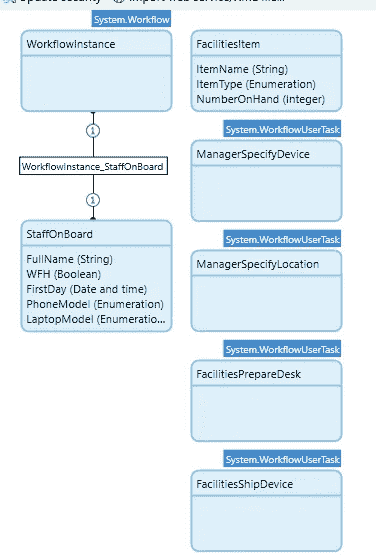 System.Workflow
WorkflowInstance
1
WorkflowInstance_StaffOnBoard
1
StaffOnBoard
FullName (String)
WFH (Boolean)
FirstDay (Date and time)
PhoneModel (Enumeration)
LaptopModel (Enumeratio...
FacilitiesItem
ItemName (String)
ItemType (Enumeration)
NumberOnHand (Integer)
System.WorkflowUserTask
ManagerSpecifyDevice
System.WorkflowUserTask
ManagerSpecifyLocation
System.WorkflowUserTask
FacilitiesPrepareDesk
System.WorkflowUserTask
FacilitiesShipDevice